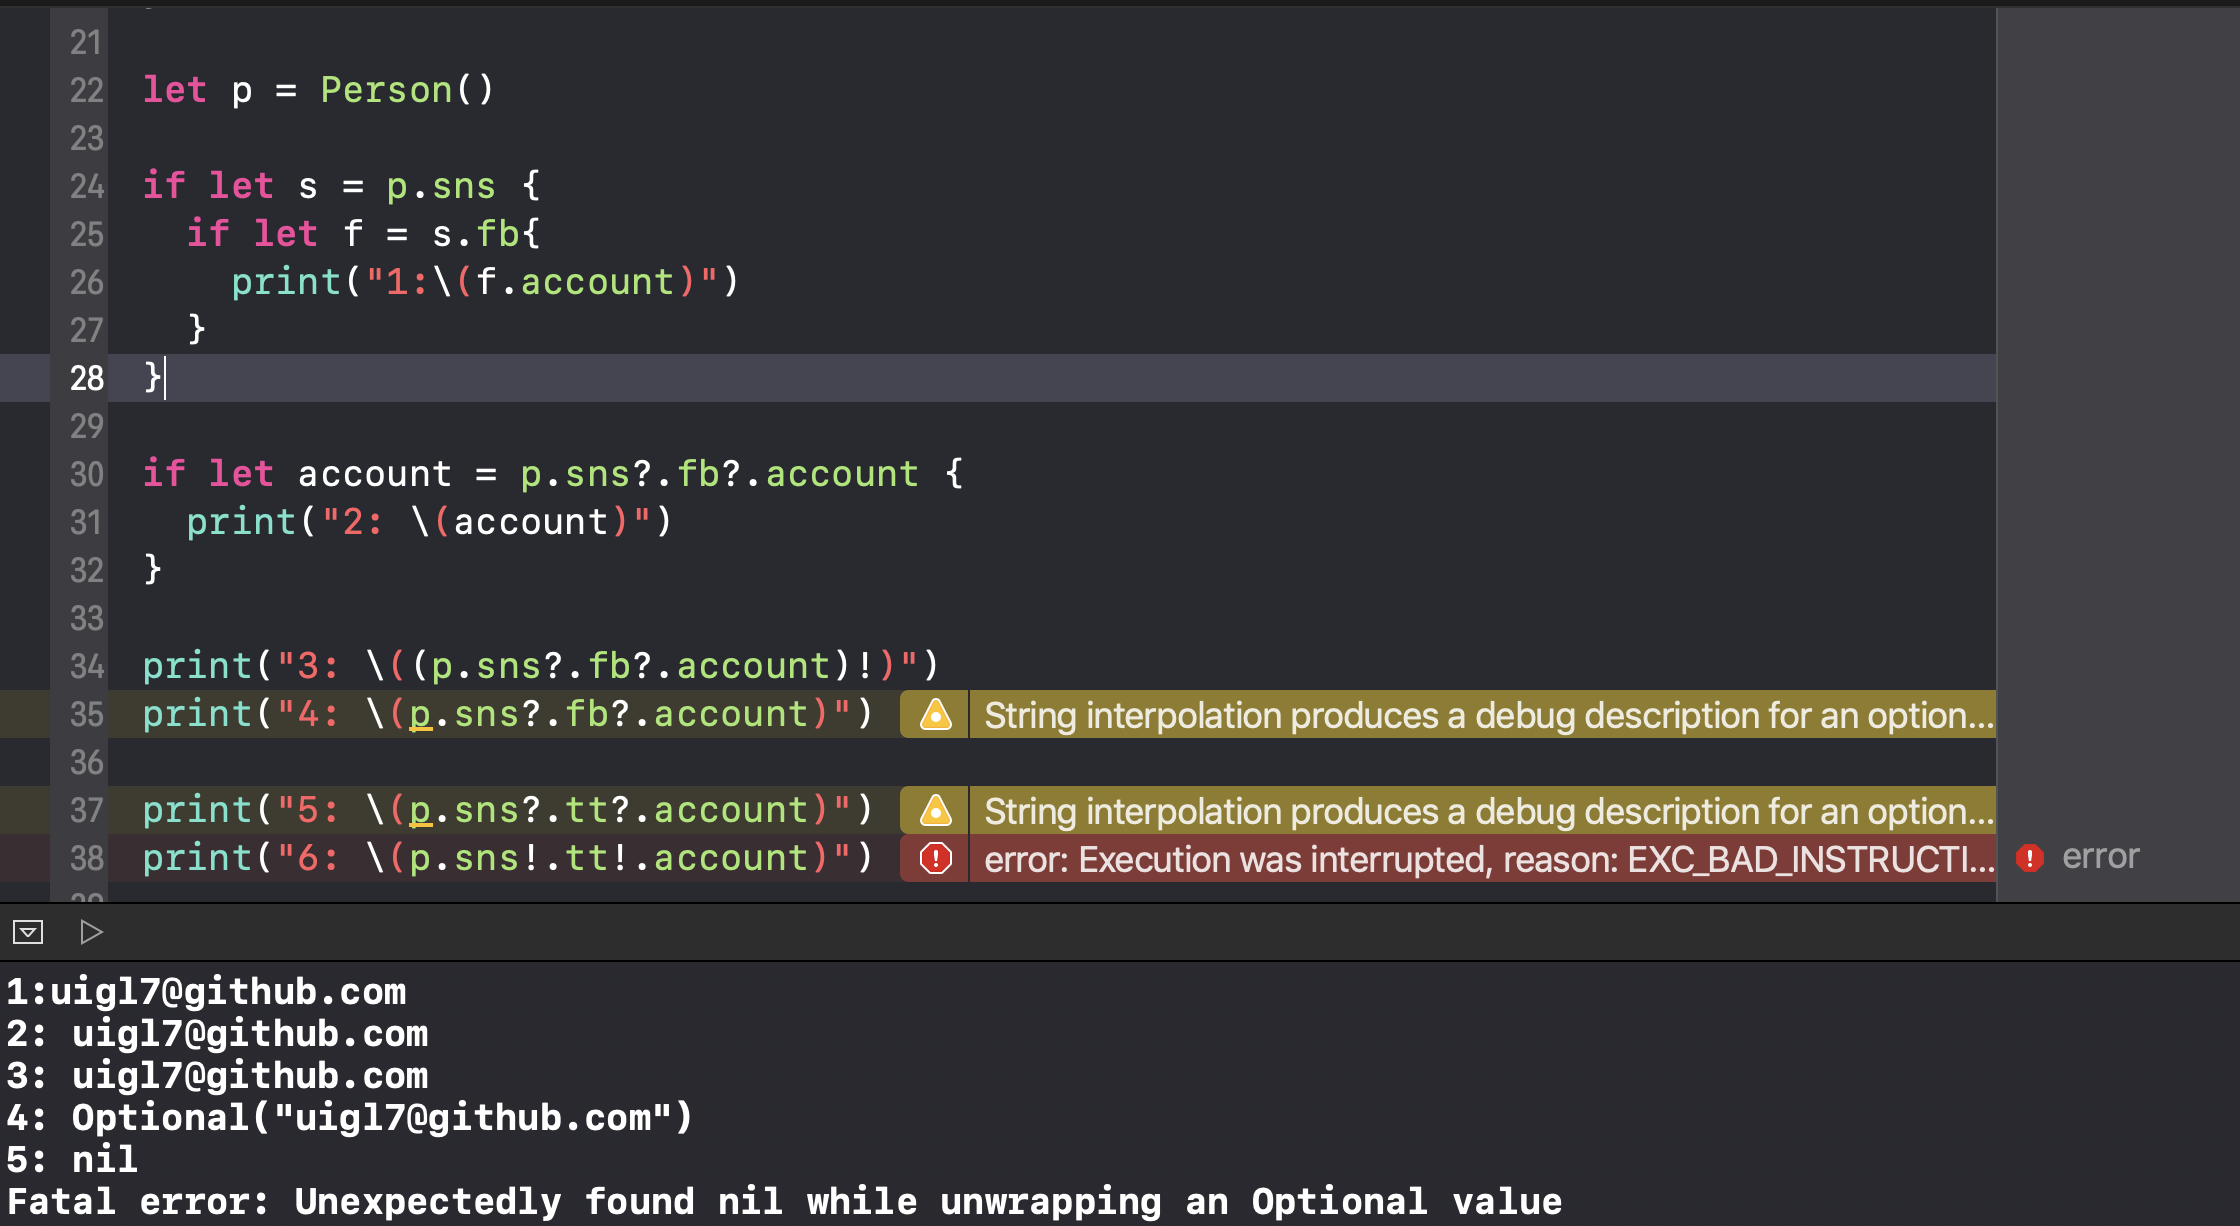 21
22 let p = Person()
23
24 if let s = p.sns {
25   if let f = s.fb{
26     print("1:\(f.account)")
27   }
28 }
29
30 if let account = p.sns?.fb?.account {
31   print("2: \(account)")
32 }
33
34 print("3: \((p.sns?.fb?.account)!)")
35 print("4: \(p.sns?.fb?.account)") String interpolation produces a debug description for an option...
36
37 print("5: \(p.sns?.tt?.account)") String interpolation produces a debug description for an option...
38 print("6: \(p.sns!.tt!.account)") error: Execution was interrupted, reason: EXC_BAD_INSTRUCTI... error
1:uigl7@github.com
2: uigl7@github.com
3: uigl7@github.com
4: Optional("uigl7@github.com")
5: nil
Fatal error: Unexpectedly found nil while unwrapping an Optional value